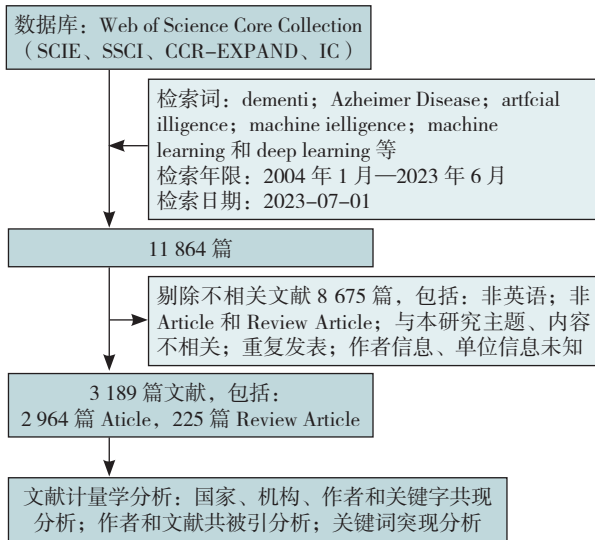 数据库：Web of Science Core Collection
（SCIE、SSCI、CCR-EXPAND、IC）
检索词：dementi；Azheimer Disease；artfcial
illigence；machine ielligence；machine
learning 和 deep learning 等
检索年限：2004 年 1 月—2023 年 6 月
检索日期：2023-07-01
11 864 篇
剔除不相关文献 8 675 篇，包括：非英语；非
Article 和 Review Article；与本研究主题、内容
不相关；重复发表；作者信息、单位信息未知
3 189 篇文献，包括：
2 964 篇 Aticle，225 篇 Review Article
文献计量学分析：国家、机构、作者和关键字共现
分析；作者和文献共被引分析；关键词突现分析